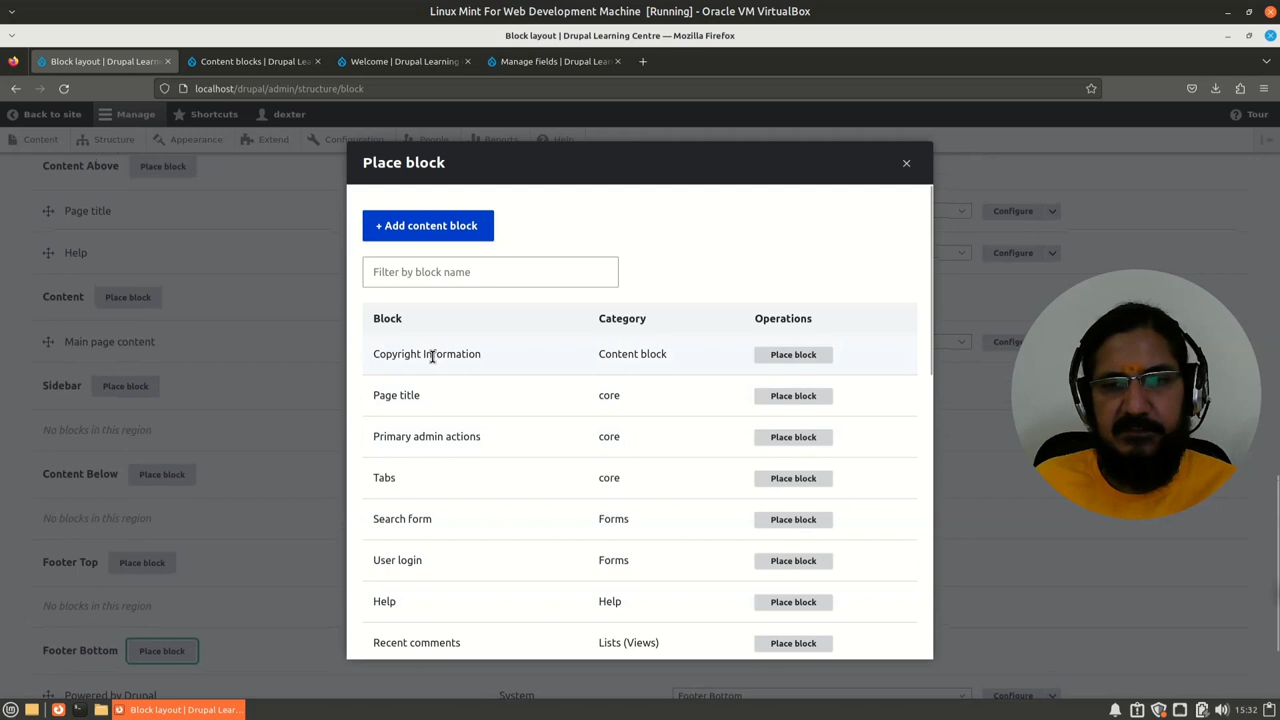 Linux Mint For Web Development Machine [Running] - Oracle VM VirtualBox
Block layout | Drupal Learning Centre — Mozilla Firefox
Block layout | Drupal Learnin
Content blocks | Drupal Le
Welcome | Drupal Learning
Manage fields | Drupal Lear
localhost/drupal/admin/structure/block
Back to site
Manage
Shortcuts
dexter
Tour
Content
Structure
Appearance
Extend
Configuration
People
Reports
Help
Content Above
Place block
Page title
Configure
Help
Configure
Content
Place block
Main page content
Sidebar
Place block
No blocks in this region
Content Below
Place block
No blocks in this region
Footer Top
Place block
No blocks in this region
Footer Bottom
Place block
Powered by Drupal
System
Footer Bottom
Configure
Place block
+ Add content block
Filter by block name
Block Category Operations
Copyright Information Content block Place block
Page title core Place block
Primary admin actions core Place block
Tabs core Place block
Search form Forms Place block
User login Forms Place block
Help Help Place block
Recent comments Lists (Views) Place block
Block layout | Drupal Lear...
15:32